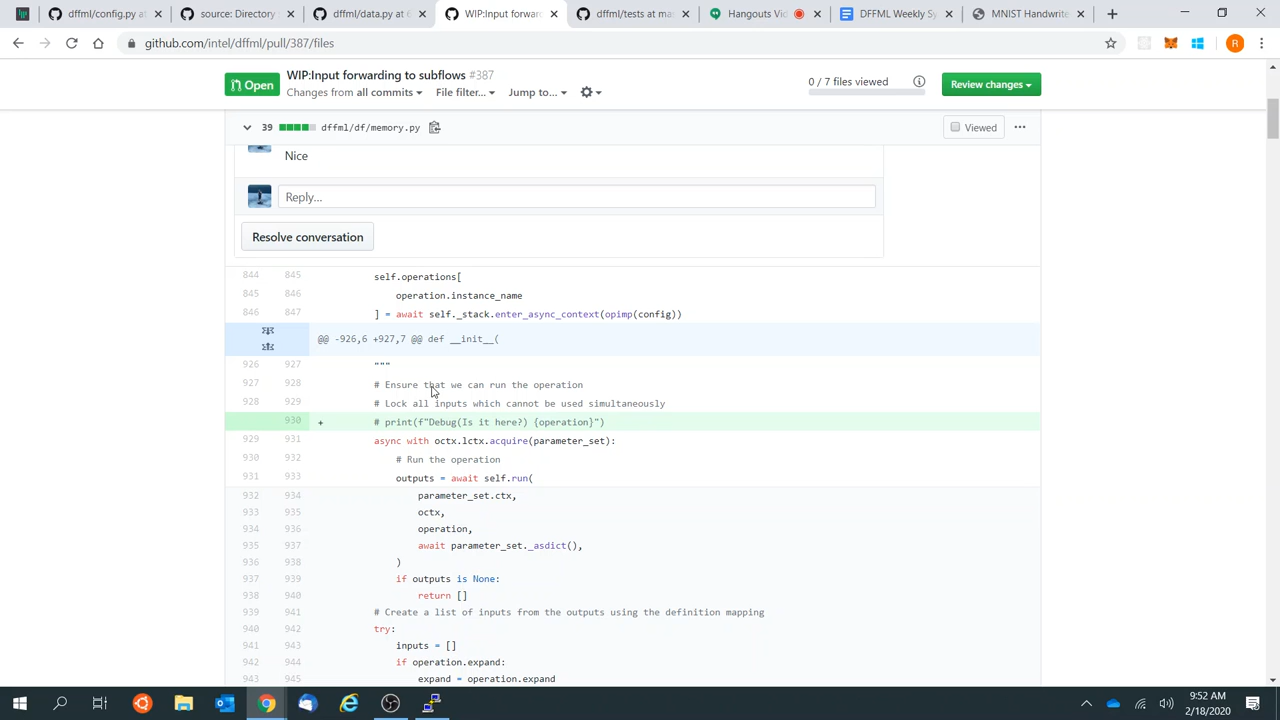 dffml/config.py at
source: Directory
dffml/data.py at
WIP:Input forward
dffml/tests at mas
Hangouts Vid
DFFML Weekly Sy
MNIST Handwrite
github.com/intel/dffml/pull/387/files
R
Open
WIP:Input forwarding to subflows #387
Changes from all commits
File filter...
Jump to...
0 / 7 files viewed
Review changes
39
dffml/df/memory.py
Viewed
Nice
Reply...
Resolve conversation
844 845 self.operations[
845 846 operation.instance_name
846 847 ] = await self._stack.enter_async_context(opimp(config))
@@ -926,6 +927,7 @@ def __init__(
926 927 """
927 928 # Ensure that we can run the operation
928 929 # Lock all inputs which cannot be used simultaneously
930 + # print(f"Debug(Is it here?) {operation}")
929 931 async with octx.lctx.acquire(parameter_set):
930 932 # Run the operation
931 933 outputs = await self.run(
932 934 parameter_set.ctx,
933 935 octx,
934 936 operation,
935 937 await parameter_set._asdict(),
936 938 )
937 939 if outputs is None:
938 940 return []
939 941 # Create a list of inputs from the outputs using the definition mapping
940 942 try:
941 943 inputs = []
942 944 if operation.expand:
943 945 expand = operation.expand
9:52 AM
2/18/2020